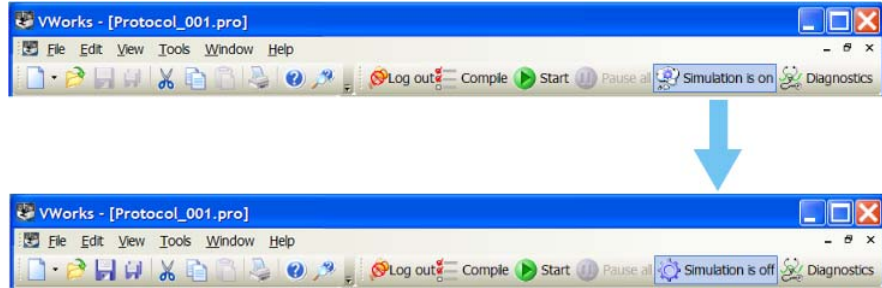 VWorks - [Protocol_001.pro]
File Edit View Tools Window Help
Log out Compile Start Pause all Simulation is on Diagnostics
VWorks - [Protocol_001.pro]
File Edit View Tools Window Help
Log out Compile Start Pause all Simulation is off Diagnostics